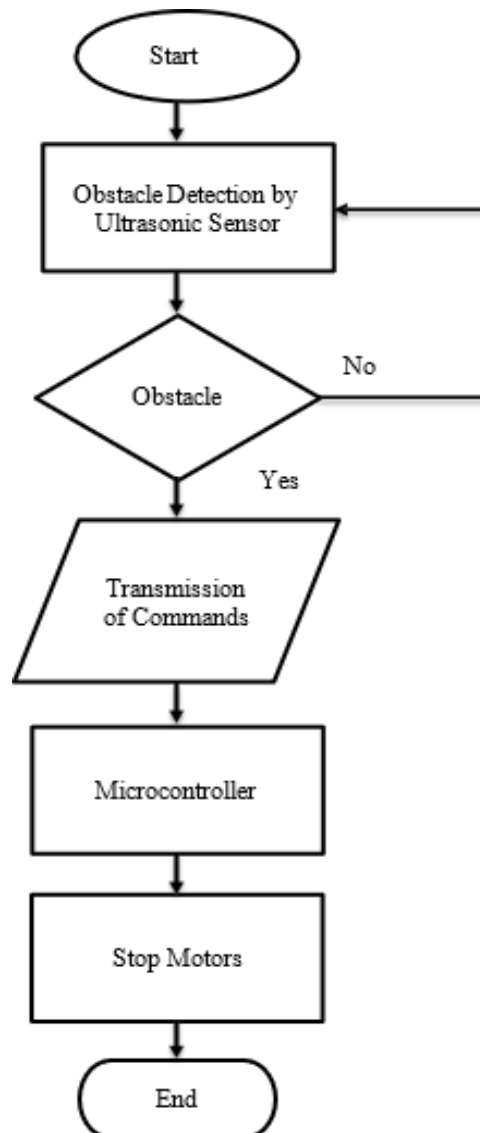 Start
Obstacle Detection by
Ultrasonic Sensor
Obstacle
No
Yes
Transmission
of Commands
Microcontroller
Stop Motors
End